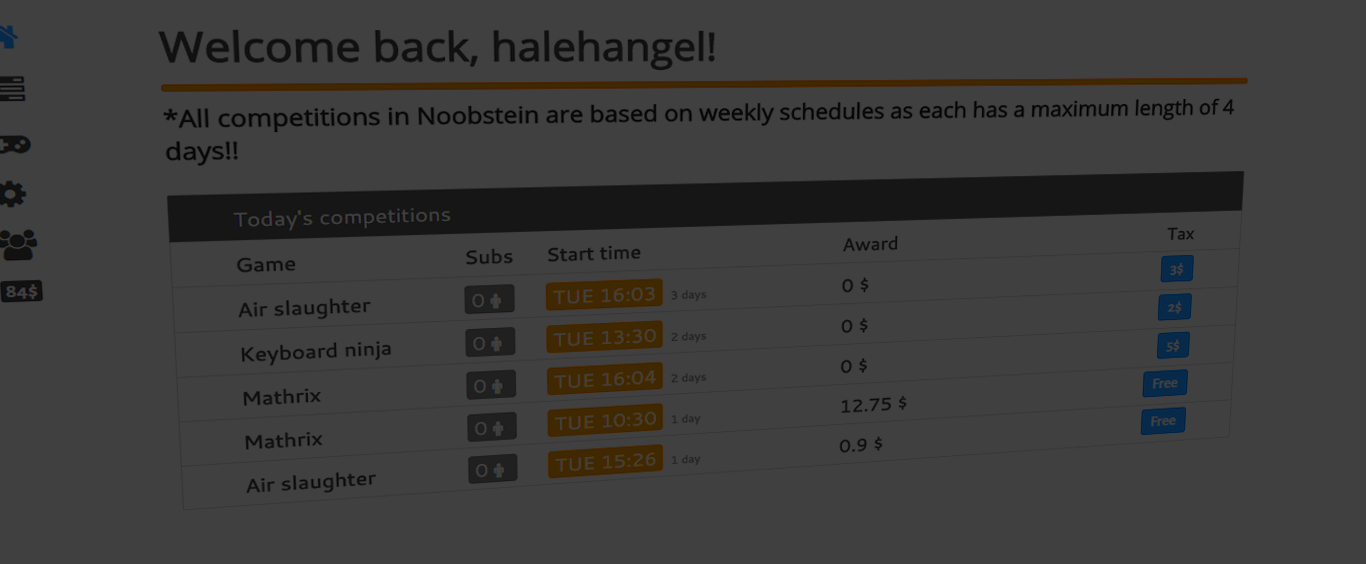 Welcome back, halehangel!
*All competitions in Noobstein are based on weekly schedules as each has a maximum length of 4
days!!
Today's competitions
Game Subs Start time Award Tax
Air slaughter 0 TUE 16:03 3 days 0 $ 3$
Keyboard ninja 0 TUE 13:30 2 days 0 $ 2$
Mathrix 0 TUE 16:04 2 days 0 $ 5$
Mathrix 0 TUE 10:30 1 day 12.75 $ Free
Air slaughter 0 TUE 15:26 1 day 0.9 $ Free
84$